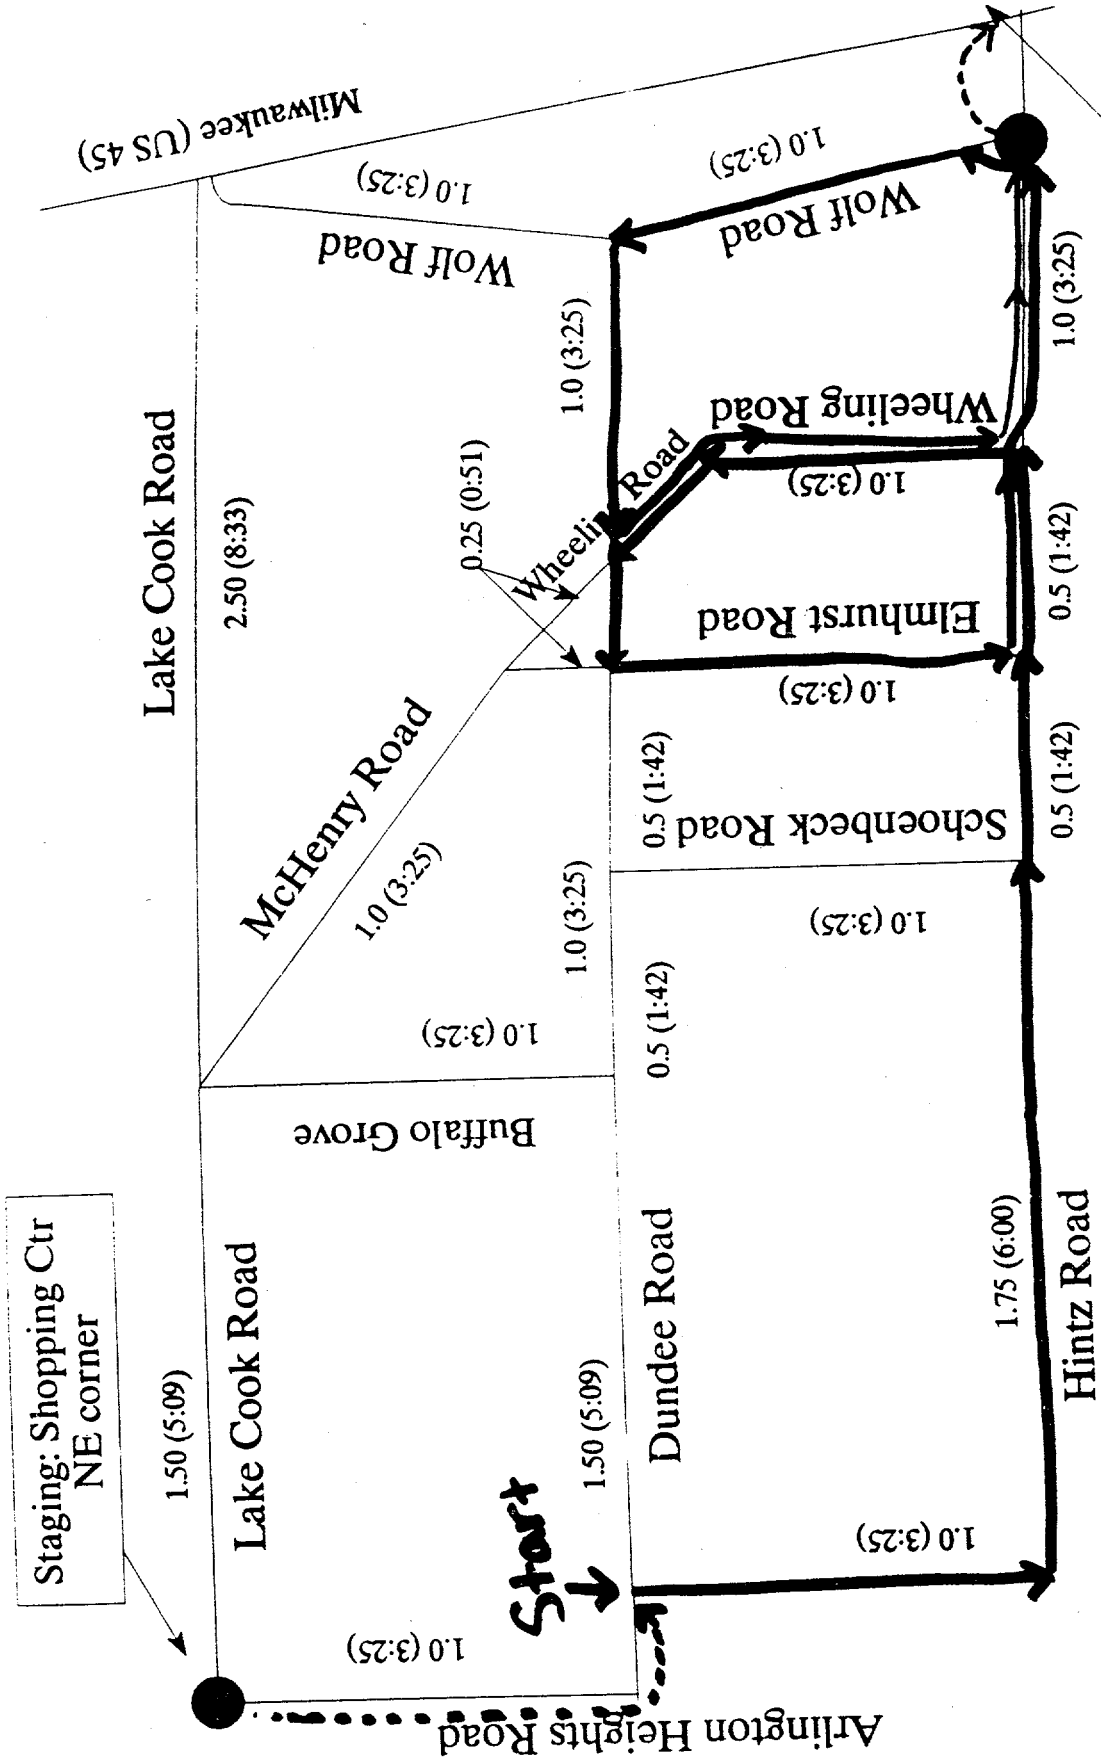 Staging: Shopping Ctr
NE corner
1.50 (5:09)
Lake Cook Road
2.50 (8:33)
Lake Cook Road
Milwaukee (US 45)
1.0 (3:25)
Wolf Road
1.0 (3:25)
Wolf Road
1.0 (3:25)
McHenry Road
1.0 (3:25)
0.25 (0:51)
Wheelin
Road
1.0 (3:25)
Buffalo Grove
1.0 (3:25)
Arlington Heights Road
1.0 (3:25)
Start
1.50 (5:09)
Dundee Road
0.5 (1:42)
0.5 (1:42)
1.0 (3:25)
1.0 (3:25)
Schoenbeck Road
1.0 (3:25)
Elmhurst Road
1.0 (3:25)
Wheeling
Road
1.0 (3:25)
1.75 (6:00)
Hintz Road
0.5 (1:42)
0.5 (1:42)
1.0 (3:25)